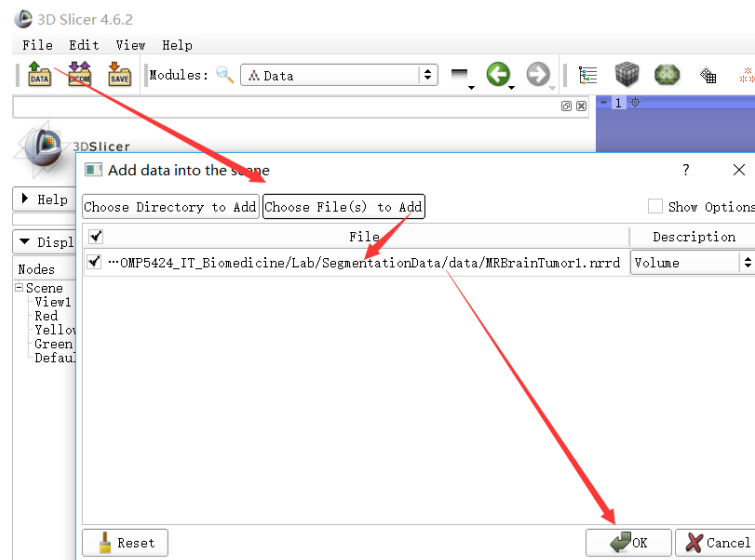 3D Slicer 4.6.2
File Edit View Help
DATA DICOM SAVE Modules: Data
1
3DSlicer
Add data into the scene ?
Help Choose Directory to Add Choose File(s) to Add Show Options
File Description
Displ
···OMP5424_IT_Biomedicine/Lab/SegmentationData/data/MRBrainTumor1.nrrd Volume
Nodes
Scene
View1
Red
Yellow
Green
Defau
Reset OK Cancel